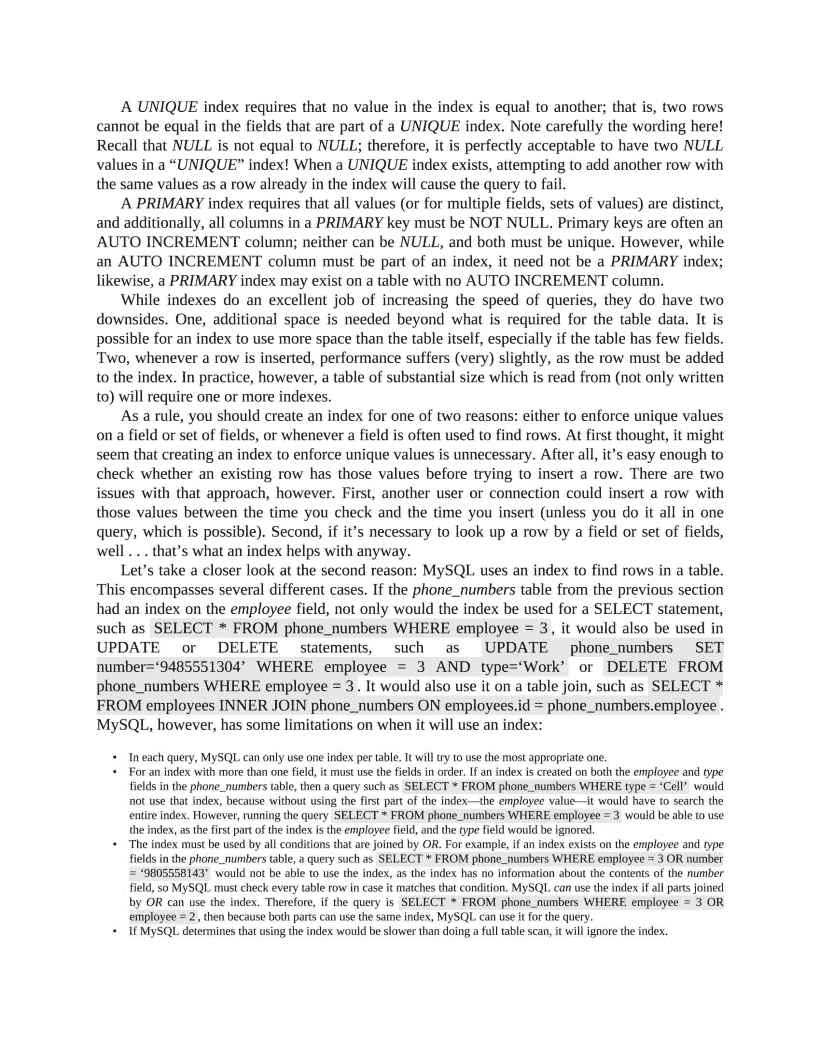 A UNIQUE index requires that no value in the index is equal to another; that is, two rows
cannot be equal in the fields that are part of a UNIQUE index. Note carefully the wording here!
Recall that NULL is not equal to NULL; therefore, it is perfectly acceptable to have two NULL
values in a “UNIQUE” index! When a UNIQUE index exists, attempting to add another row with
the same values as a row already in the index will cause the query to fail.
A PRIMARY index requires that all values (or for multiple fields, sets of values) are distinct,
and additionally, all columns in a PRIMARY key must be NOT NULL. Primary keys are often an
AUTO INCREMENT column; neither can be NULL, and both must be unique. However, while
an AUTO INCREMENT column must be part of an index, it need not be a PRIMARY index;
likewise, a PRIMARY index may exist on a table with no AUTO INCREMENT column.
While indexes do an excellent job of increasing the speed of queries, they do have two
downsides. One, additional space is needed beyond what is required for the table data. It is
possible for an index to use more space than the table itself, especially if the table has few fields.
Two, whenever a row is inserted, performance suffers (very) slightly, as the row must be added
to the index. In practice, however, a table of substantial size which is read from (not only written
to) will require one or more indexes.
As a rule, you should create an index for one of two reasons: either to enforce unique values
on a field or set of fields, or whenever a field is often used to find rows. At first thought, it might
seem that creating an index to enforce unique values is unnecessary. After all, it’s easy enough to
check whether an existing row has those values before trying to insert a row. There are two
issues with that approach, however. First, another user or connection could insert a row with
those values between the time you check and the time you insert (unless you do it all in one
query, which is possible). Second, if it’s necessary to look up a row by a field or set of fields,
well . . . that’s what an index helps with anyway.
Let’s take a closer look at the second reason: MySQL uses an index to find rows in a table.
This encompasses several different cases. If the phone_numbers table from the previous section
had an index on the employee field, not only would the index be used for a SELECT statement,
such as SELECT * FROM phone_numbers WHERE employee = 3, it would also be used in
UPDATE or DELETE statements, such as UPDATE phone_numbers SET
number=‘9485551304’ WHERE employee = 3 AND type=‘Work’ or DELETE FROM
phone_numbers WHERE employee = 3. It would also use it on a table join, such as SELECT *
FROM employees INNER JOIN phone_numbers ON employees.id = phone_numbers.employee.
MySQL, however, has some limitations on when it will use an index:
• In each query, MySQL can only use one index per table. It will try to use the most appropriate one.
• For an index with more than one field, it must use the fields in order. If an index is created on both the employee and type
fields in the phone_numbers table, then a query such as SELECT * FROM phone_numbers WHERE type = ‘Cell’ would
not use that index, because without using the first part of the index—the employee value—it would have to search the
entire index. However, running the query SELECT * FROM phone_numbers WHERE employee = 3 would be able to use
the index, as the first part of the index is the employee field, and the type field would be ignored.
• The index must be used by all conditions that are joined by OR. For example, if an index exists on the employee and type
fields in the phone_numbers table, a query such as SELECT * FROM phone_numbers WHERE employee = 3 OR number
= ‘9805558143’ would not be able to use the index, as the index has no information about the contents of the number
field, so MySQL must check every table row in case it matches that condition. MySQL can use the index if all parts joined
by OR can use the index. Therefore, if the query is SELECT * FROM phone_numbers WHERE employee = 3 OR
employee = 2, then because both parts can use the same index, MySQL can use it for the query.
• If MySQL determines that using the index would be slower than doing a full table scan, it will ignore the index.